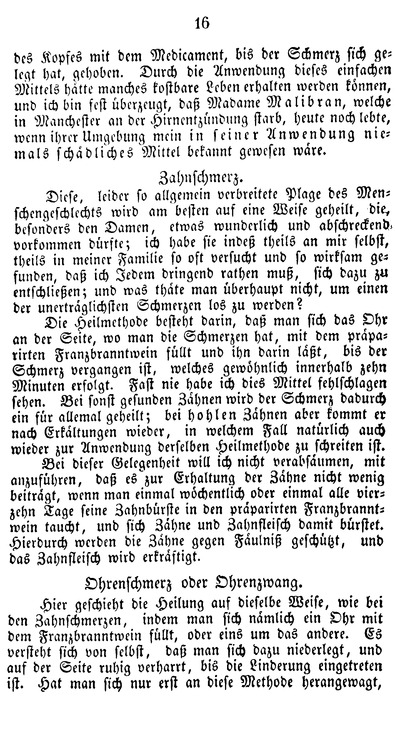 16
des Kopfes mit dem Medicament, bis der Schmerz sich ge-
legt hat, gehoben. Durch die Anwendung dieses einfachen
Mittels hätte manches kostbare Leben erhalten werden können,
und ich bin fest überzeugt, daß Madame Malibran, welche
in Manchester an der Hirnentzündung starb, heute noch lebte,
wenn ihrer Umgebung mein in seiner Anwendung nie-
mals schädliches Mittel bekannt gewesen wäre.
Zahnschmerz.
Diese, leider so allgemein verbreitete Plage des Men-
schengeschlechts wird am besten auf eine Weise geheilt, die,
besonders den Damen, etwas wunderlich und abschreckend
vorkommen dürfte; ich habe sie indeß theils an mir selbst,
theils in meiner Familie so oft versucht und so wirksam ge-
funden, daß ich Jedem dringend rathen muß, sich dazu zu
entschließen; und was thäte man überhaupt nicht, um einen
der unerträglichsten Schmerzen los zu werden?
Die Heilmethode besteht darin, daß man sich das Ohr
an der Seite, wo man die Schmerzen hat, mit dem präpa-
rirten Franzbranntwein füllt und ihn darin läßt, bis der
Schmerz vergangen ist, welches gewöhnlich innerhalb zehn
Minuten erfolgt. Fast nie habe ich dies Mittel fehlschlagen
sehen. Bei sonst gesunden Zähnen wird der Schmerz dadurch
ein für allemal geheilt; bei hohlen Zähnen aber kommt er
nach Erkältungen wieder, in welchem Fall natürlich auch
wieder zur Anwendung derselben Heilmethode zu schreiten ist.
Bei dieser Gelegenheit will ich nicht verabsäumen, mit
anzuführen, daß es zur Erhaltung der Zähne nicht wenig
beiträgt, wenn man einmal wöchentlich oder einmal alle vier-
zehn Tage seine Zahnbürste in den präparirten Franzbrannt-
wein taucht, und sich Zähne und Zahnfleisch damit bürstet.
Hierdurch werden die Zähne gegen Fäulniß geschützt, und
das Zahnfleisch wird erkräftigt.
Ohrenschmerz oder Ohrenzwang.
Hier geschieht die Heilung auf dieselbe Weise, wie bei
den Zahnschmerzen, indem man sich nämlich ein Ohr mit
dem Franzbranntwein füllt, oder eins um das andere. Es
versteht sich von selbst, daß man sich dazu niederlegt, und
auf der Seite ruhig verharrt, bis die Linderung eingetreten
ist. Hat man sich nur erst an diese Methode herangewagt,